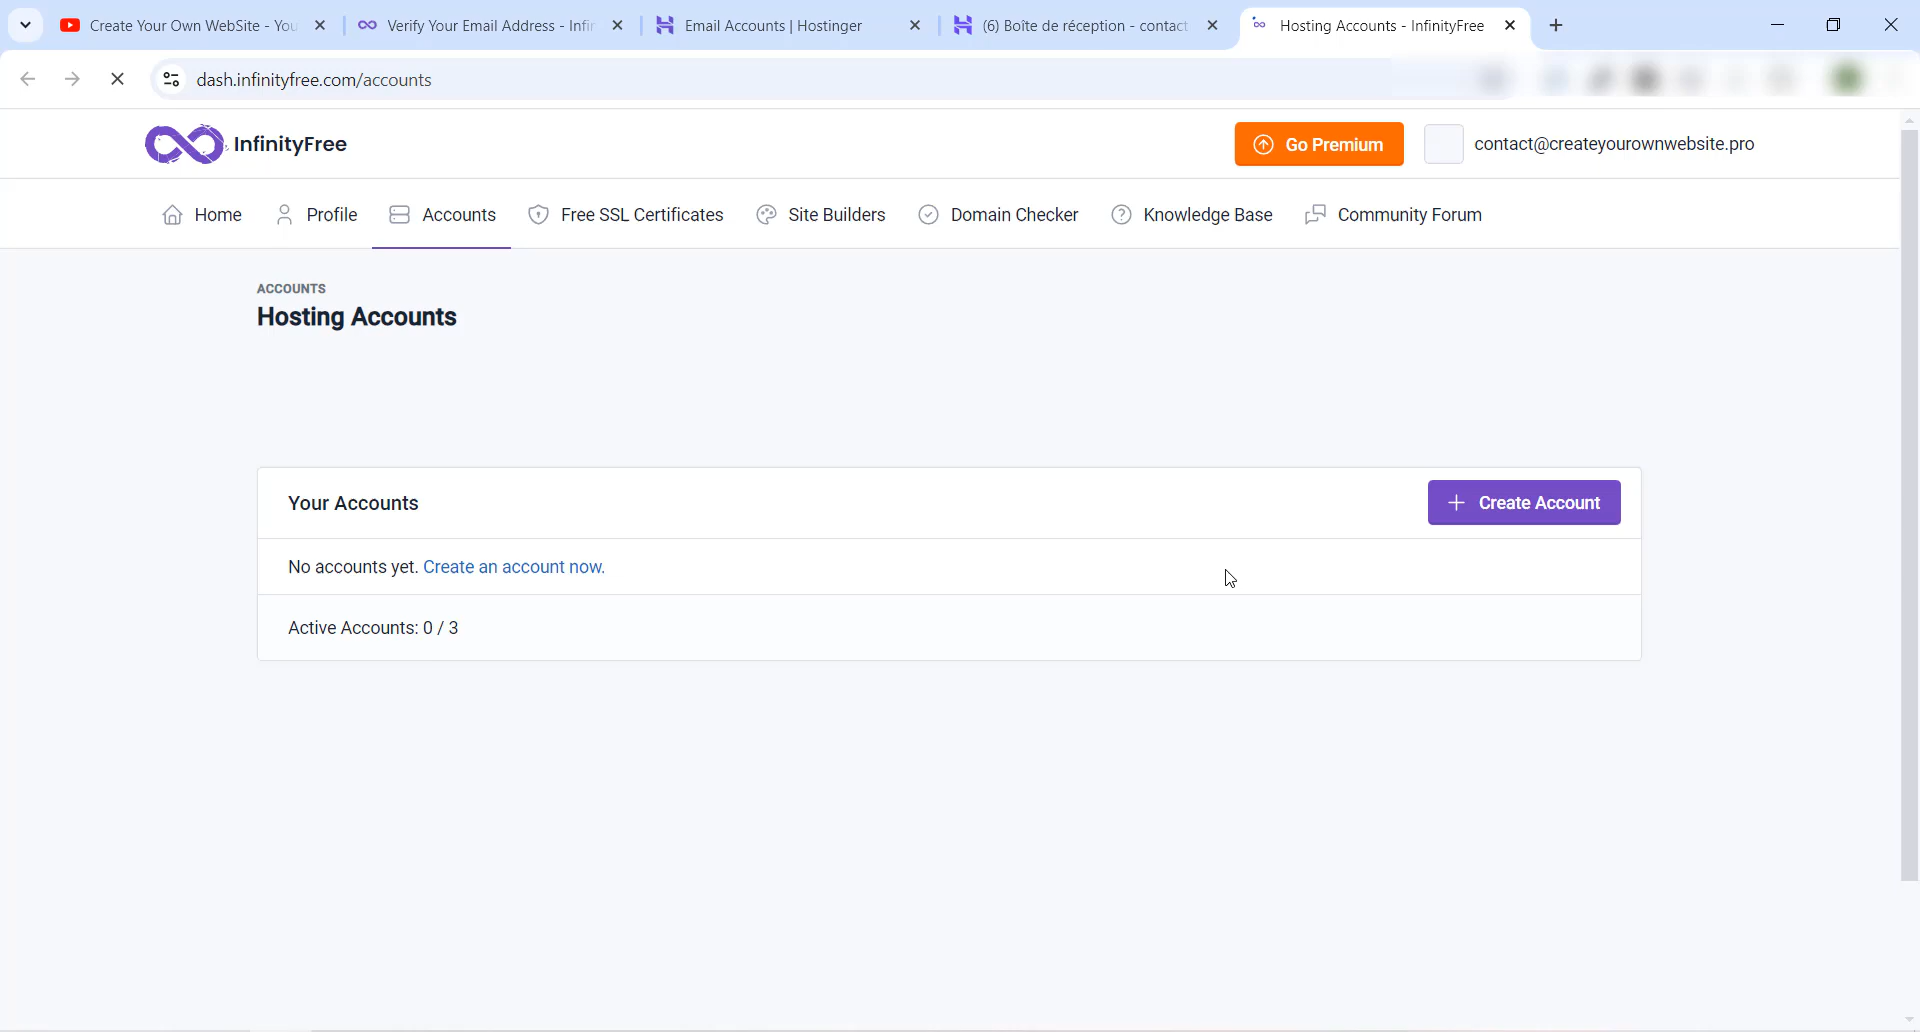 Create Your Own WebSite - You
Verify Your Email Address - Infin
Email Accounts | Hostinger
(6) Boîte de réception - contact
Hosting Accounts - InfinityFree
dash.infinityfree.com/accounts
InfinityFree
Go Premium
contact@createyourownwebsite.pro
Home
Profile
Accounts
Free SSL Certificates
Site Builders
Domain Checker
Knowledge Base
Community Forum
ACCOUNTS
Hosting Accounts
Your Accounts
Create Account
No accounts yet. Create an account now.
Active Accounts: 0 / 3